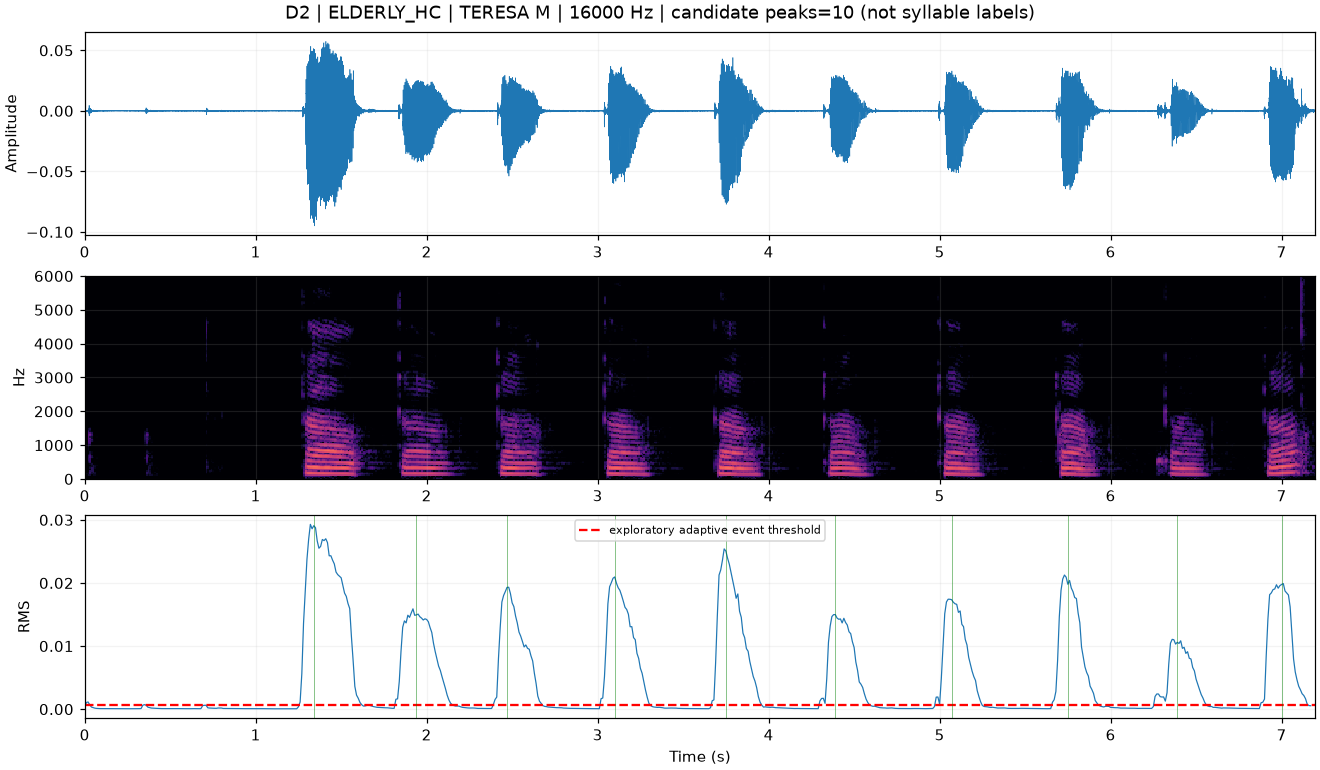 D2 | ELDERLY_HC | TERESA M | 16000 Hz | candidate peaks=10 (not syllable labels)
Amplitude
0.05
0.00
−0.05
−0.10
0 1 2 3 4 5 6 7
Hz
6000
5000
4000
3000
2000
1000
0
0 1 2 3 4 5 6 7
RMS
0.03
0.02
0.01
0.00
exploratory adaptive event threshold
0 1 2 3 4 5 6 7
Time (s)